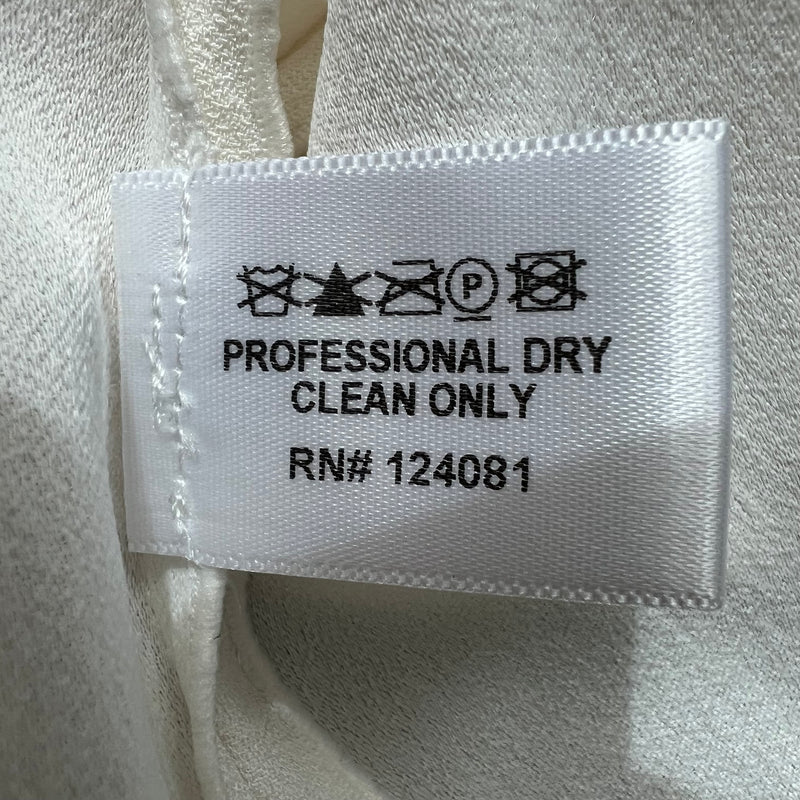 P
PROFESSIONAL DRY
CLEAN ONLY
RN# 124081